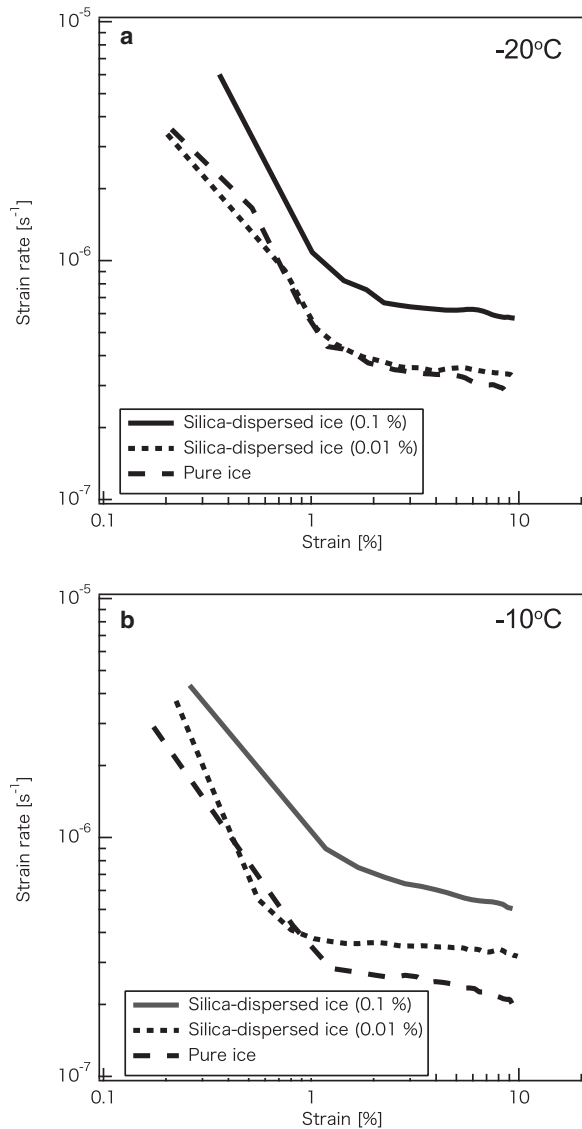 10⁻⁵
a
-20°C
Strain rate [s⁻¹]
10⁻⁶
Silica-dispersed ice (0.1 %)
Silica-dispersed ice (0.01 %)
Pure ice
10⁻⁷
0.1
1
10
Strain [%]
10⁻⁵
b
-10°C
Strain rate [s⁻¹]
10⁻⁶
Silica-dispersed ice (0.1 %)
Silica-dispersed ice (0.01 %)
Pure ice
10⁻⁷
0.1
1
10
Strain [%]